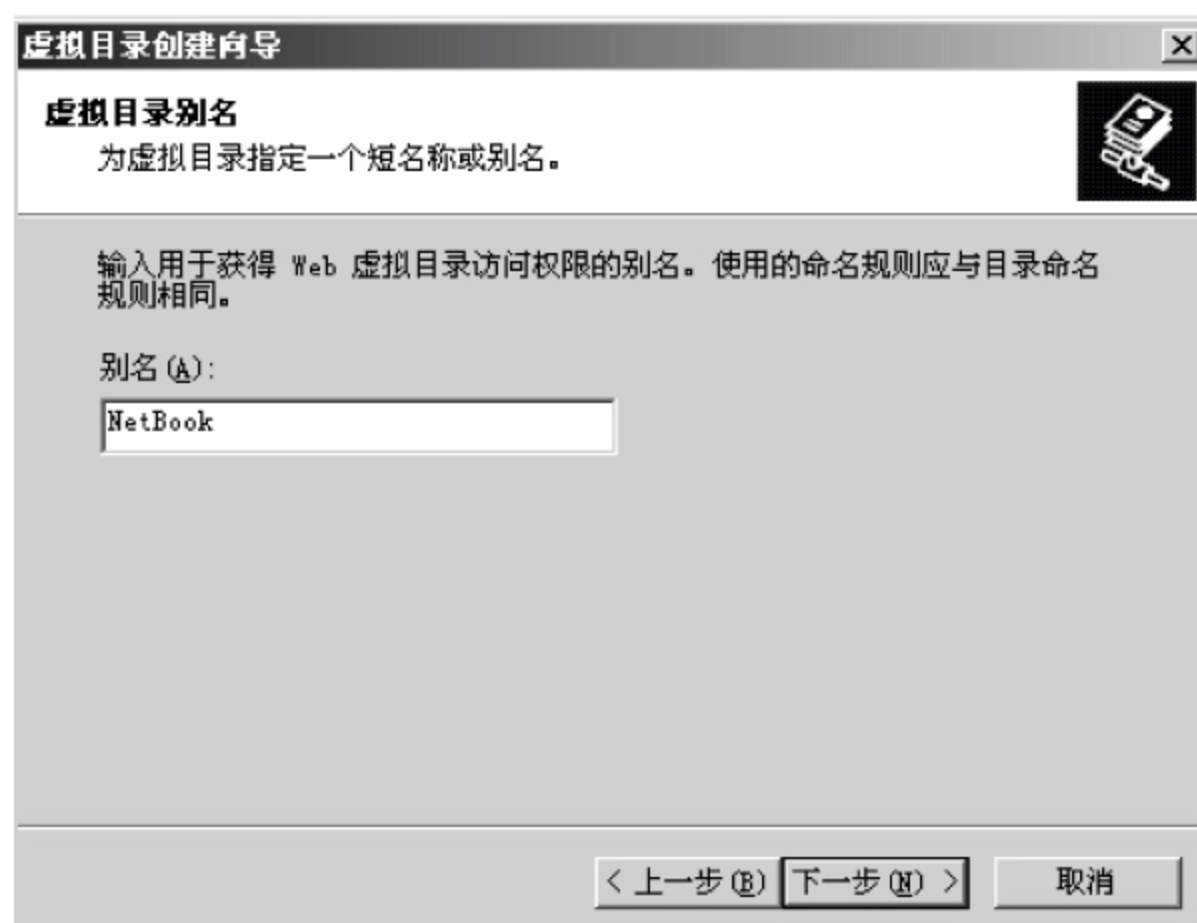 虚拟目录创建向导
虚拟目录别名
为虚拟目录指定一个短名称或别名。
输入用于获得 Web 虚拟目录访问权限的别名。使用的命名规则应与目录命名
规则相同。
别名(A):
NetBook
< 上一步(B) 下一步(N) > 取消